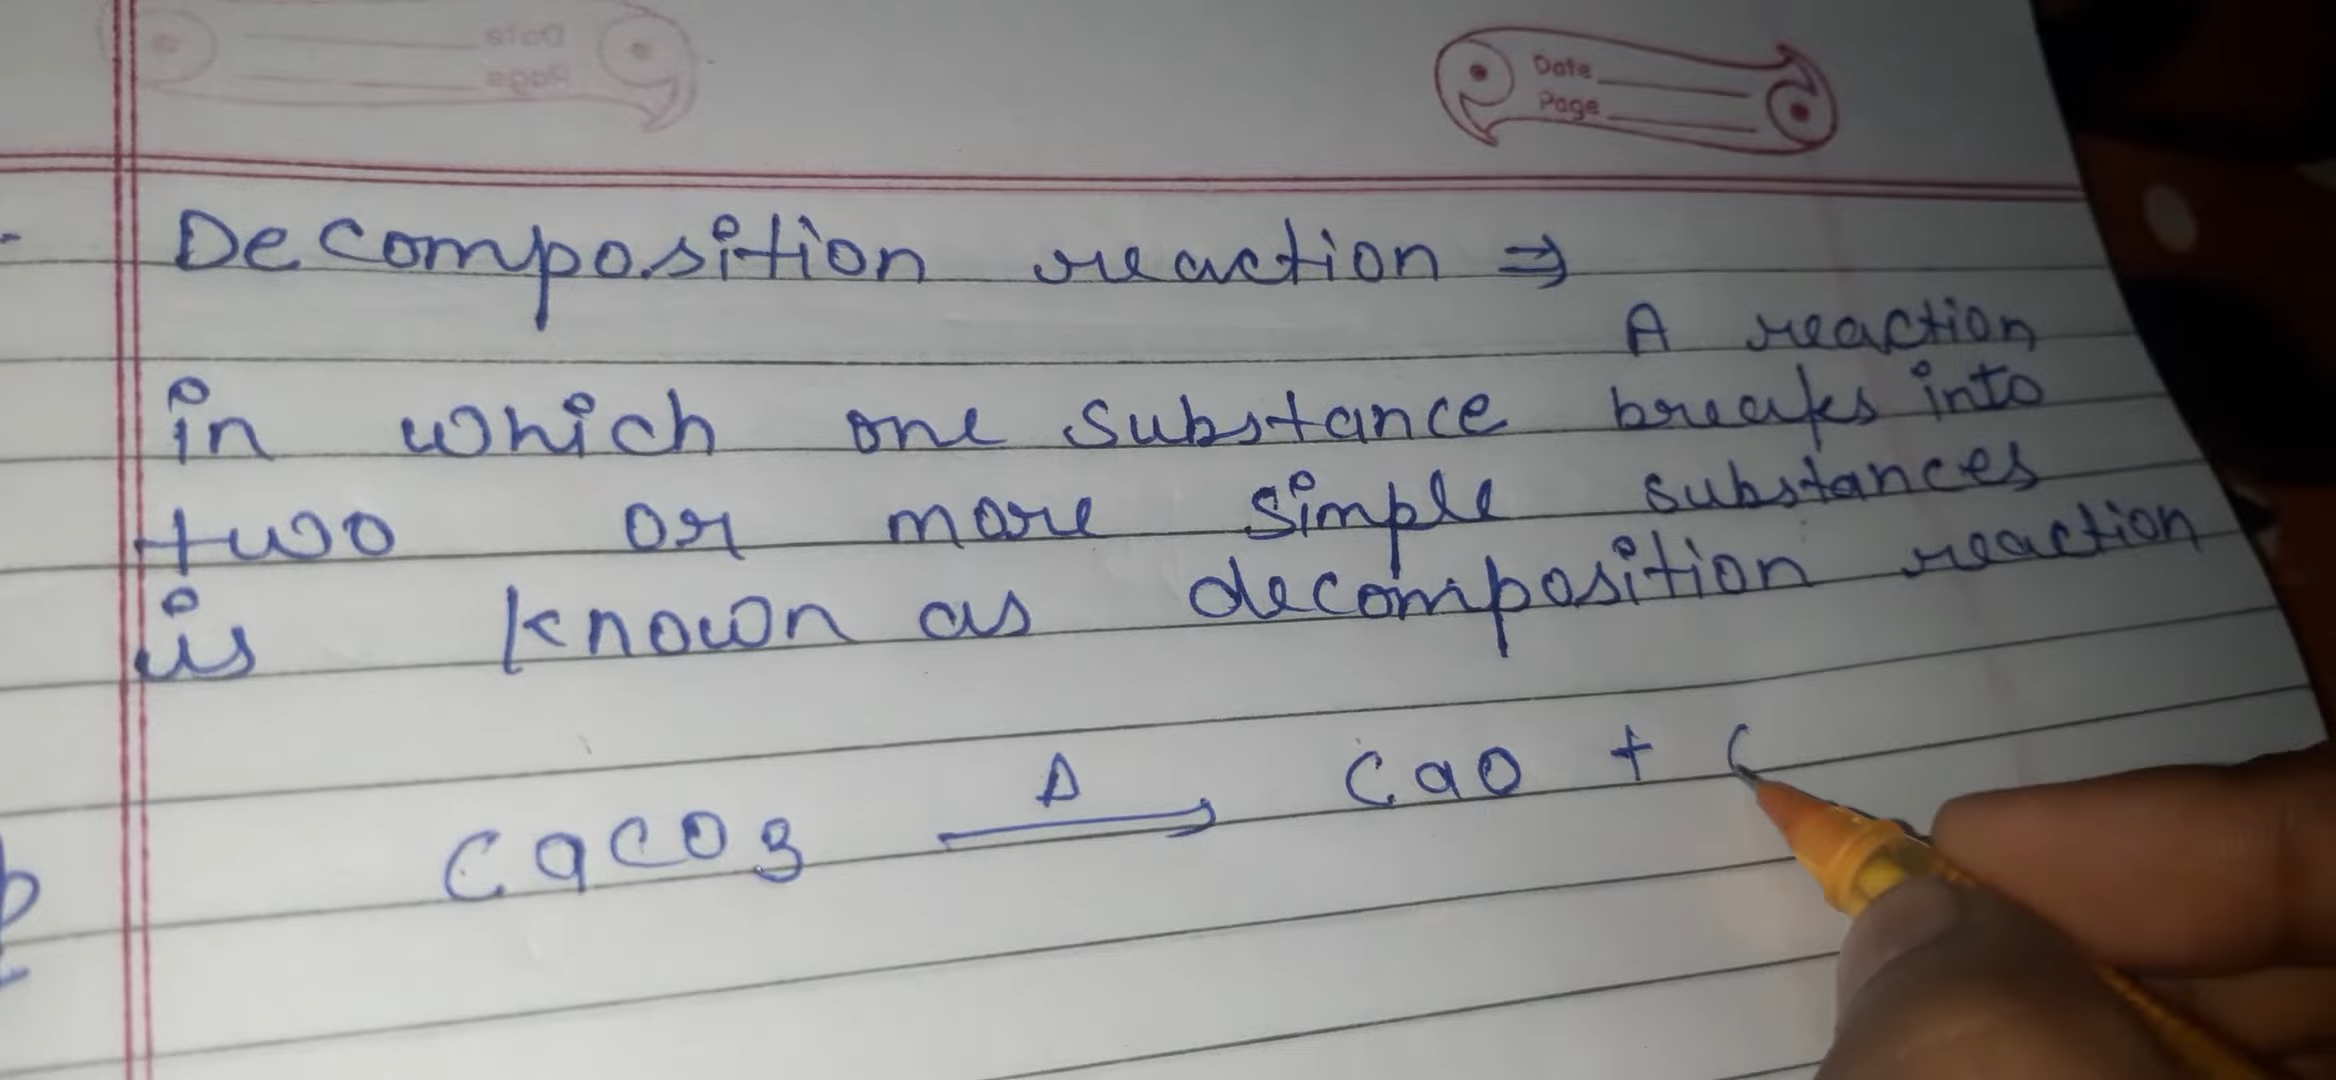 Date
Page
Decomposition reaction ⇒
A reaction
in which one substance breaks into
two or more simple substances
is known as decomposition reaction
CaCO3 —Δ→ CaO + C